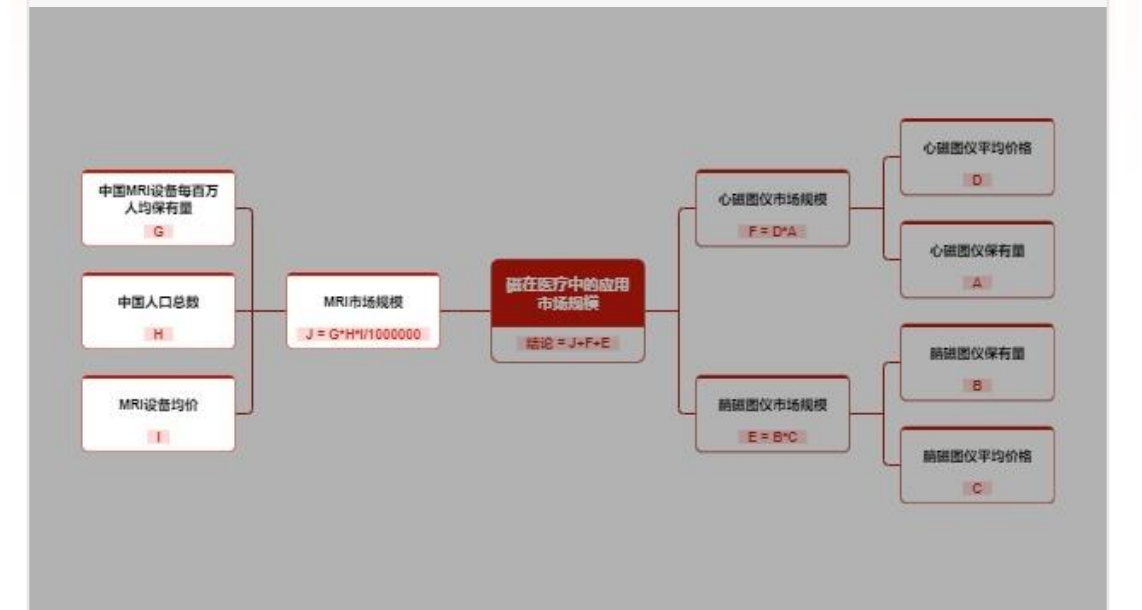 中国MRI设备每百万
人均保有量
G
中国人口总数
H
MRI设备均价
I
MRI市场规模
J = G*H*I/1000000
磁在医疗中的应用
市场规模
结论 = J+F+E
心磁图仪市场规模
F = D*A
脑磁图仪市场规模
E = B*C
心磁图仪平均价格
D
心磁图仪保有量
A
脑磁图仪保有量
B
脑磁图仪平均价格
C